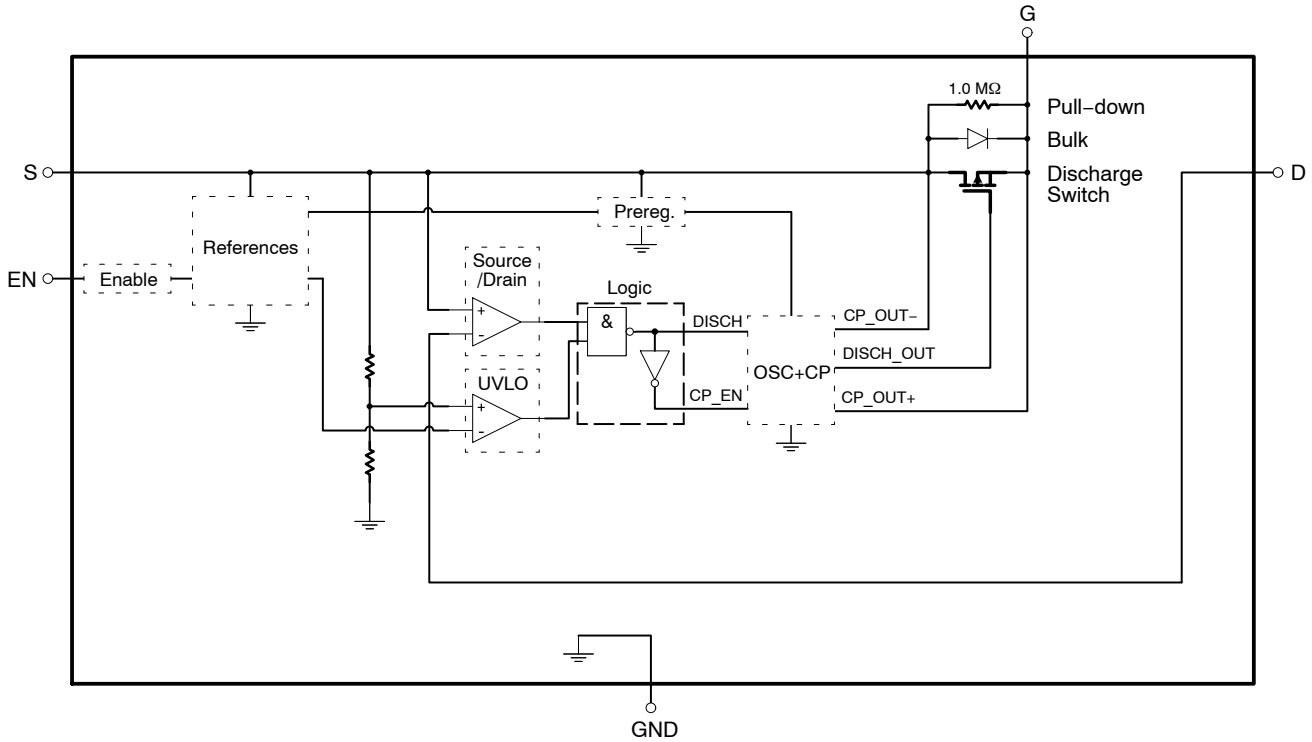 G
1.0 MΩ
Pull−down
Bulk
S
Discharge
Switch
D
Prereg.
References
EN
Enable
Source
/Drain
+
-
Logic
&
DISCH
CP_OUT−
DISCH_OUT
OSC+CP
UVLO
+
-
CP_EN
CP_OUT+
GND